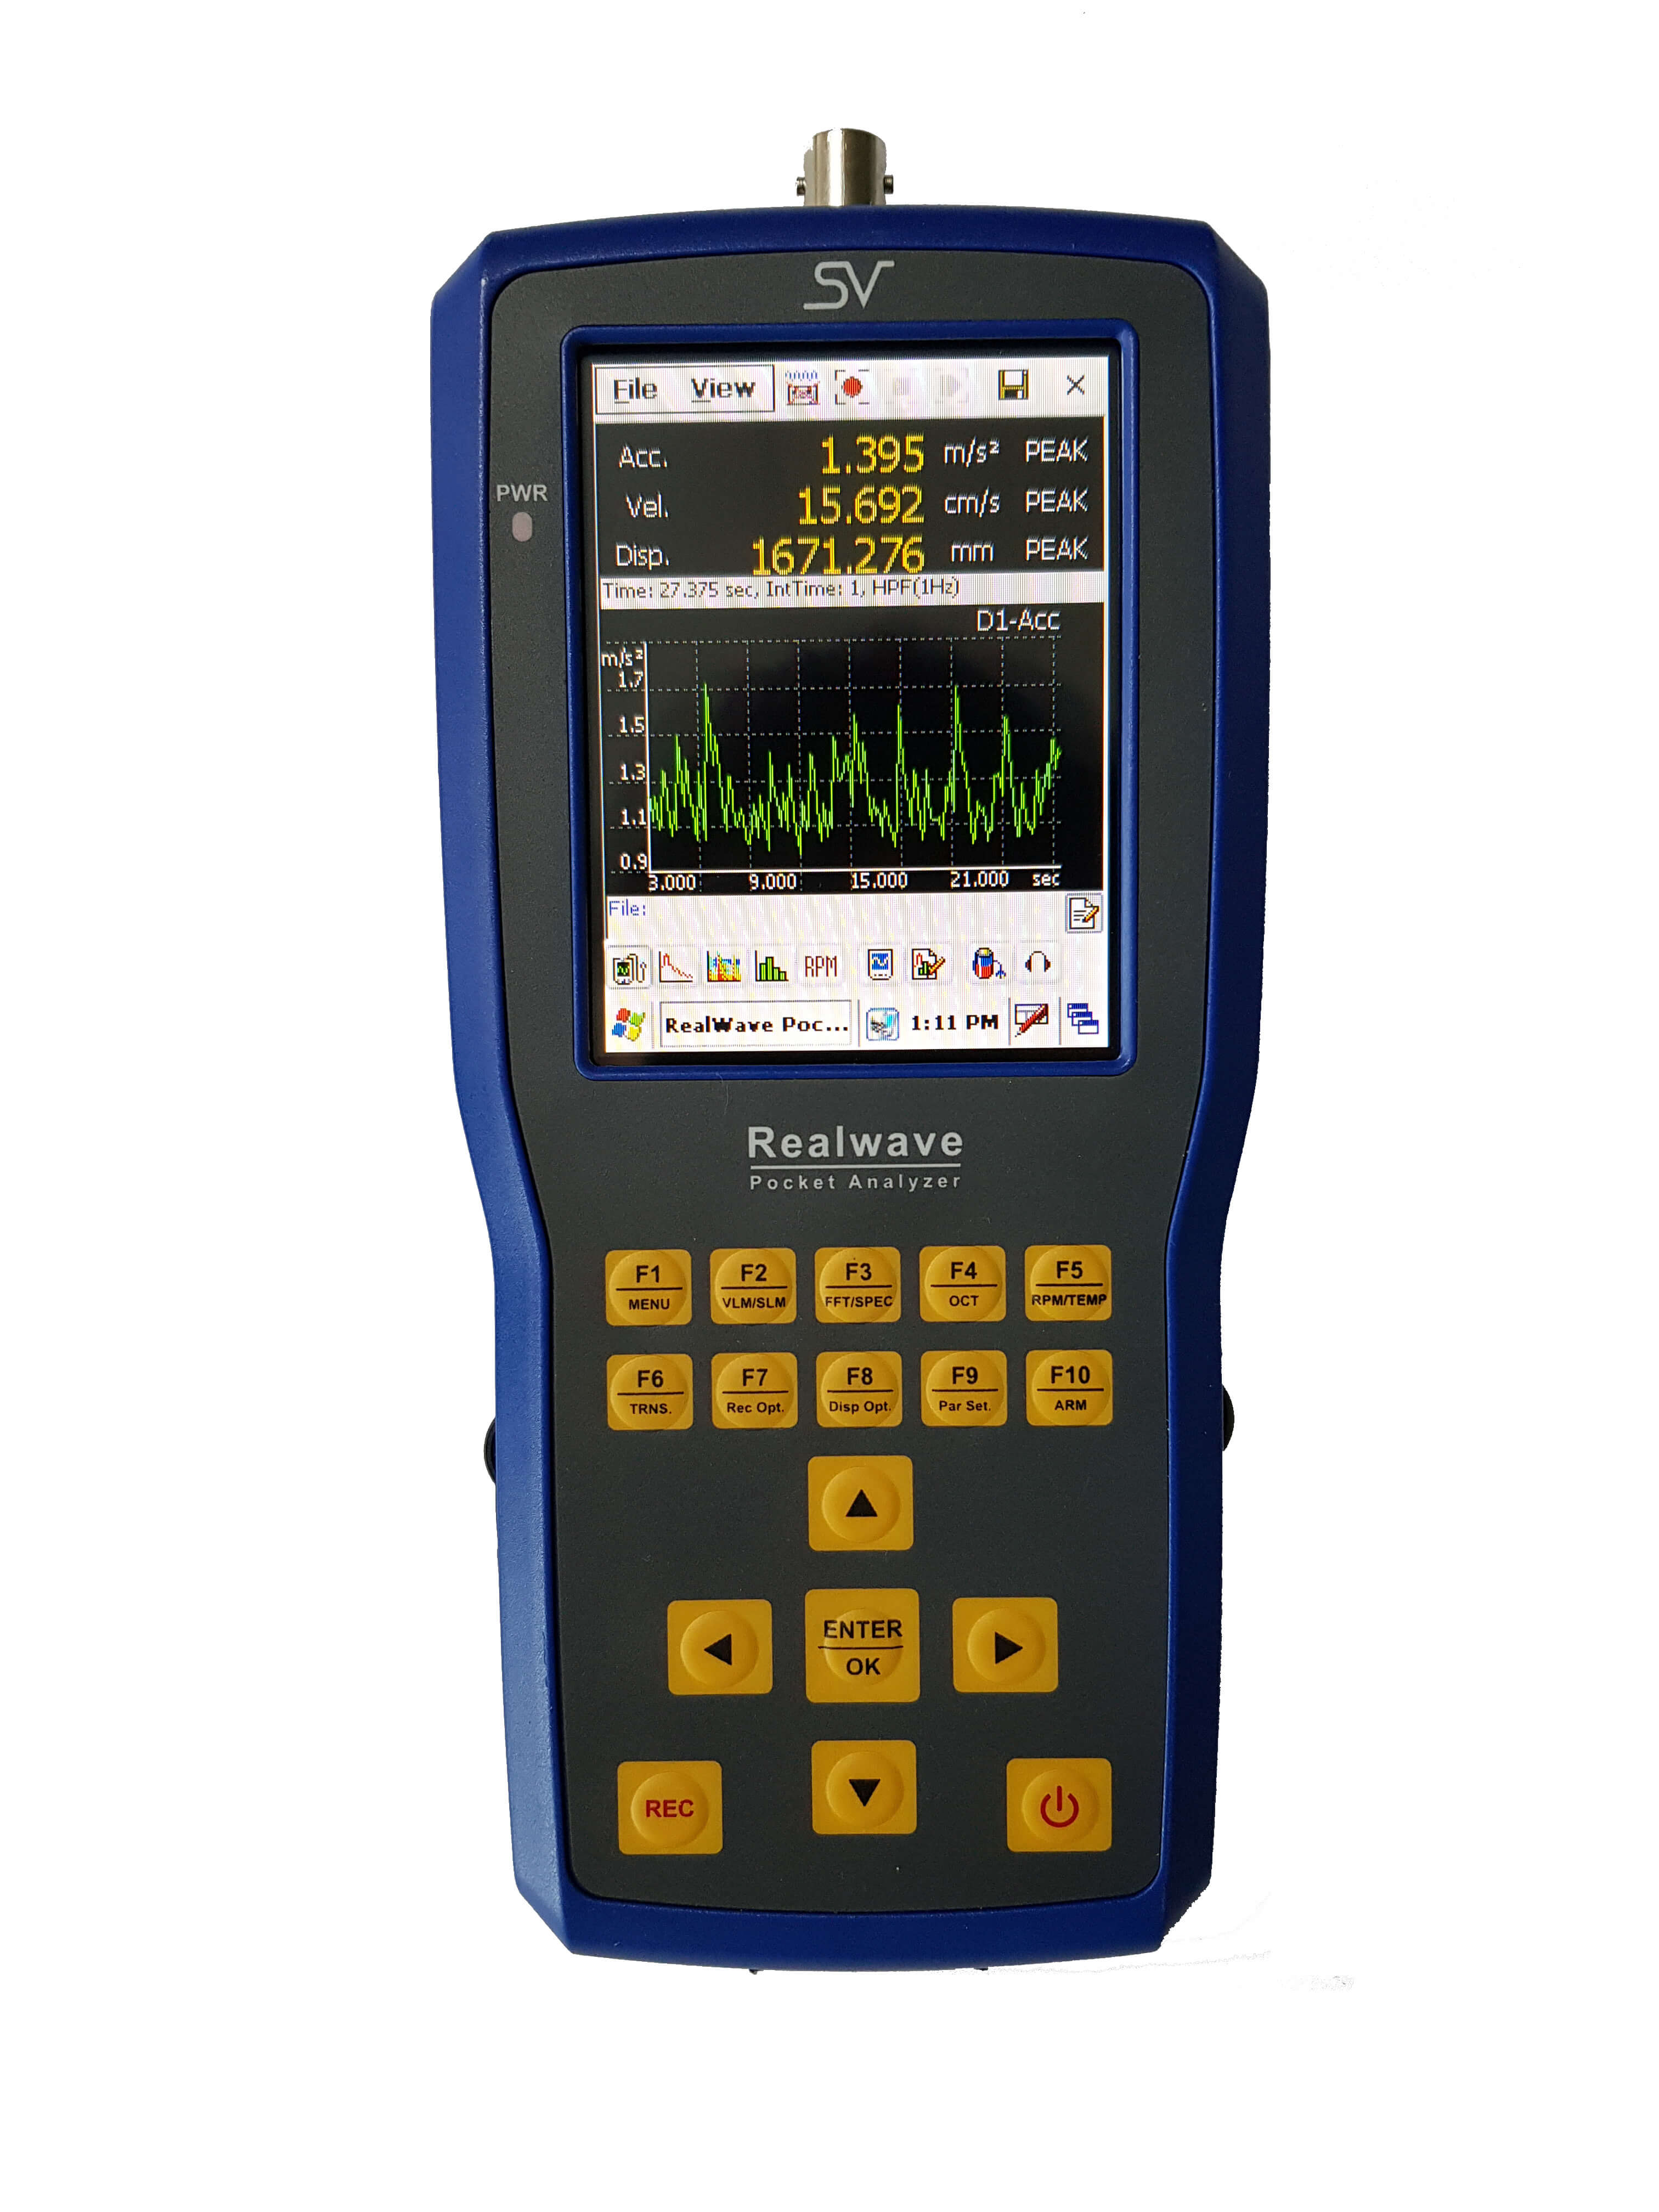 SV
PWR
File View
Acc. 1.395 m/s² PEAK
Vel. 15.692 cm/s PEAK
Disp. 1671.276 mm PEAK
Time: 27.375 sec, IntTime: 1, HPF(1Hz)
D1-Acc
m/s²
1.7
1.5
1.3
1.1
0.9
3.000 9.000 15.000 21.000 sec
File:
RPM
RealWave Poc... 1:11 PM
Realwave
Pocket Analyzer
F1 F2 F3 F4 F5
MENU VLM/SLM FFT/SPEC OCT RPM/TEMP
F6 F7 F8 F9 F10
TRNS. Rec Opt. Disp Opt. Par Set. ARM
ENTER
OK
REC